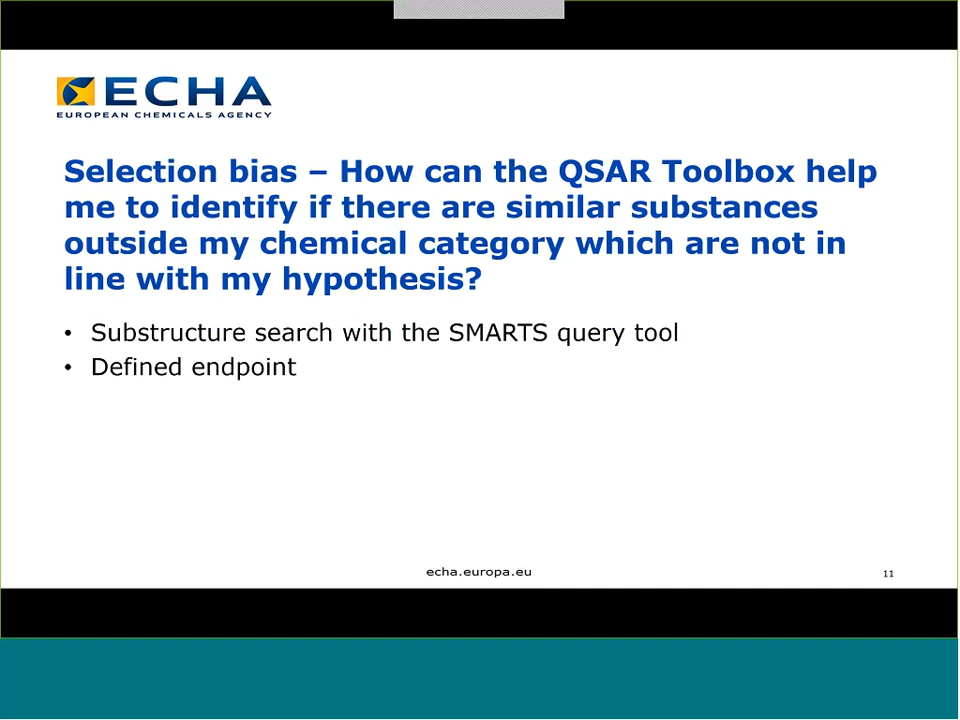 ECHA
EUROPEAN CHEMICALS AGENCY
Selection bias – How can the QSAR Toolbox help
me to identify if there are similar substances
outside my chemical category which are not in
line with my hypothesis?
• Substructure search with the SMARTS query tool
• Defined endpoint
echa.europa.eu
11